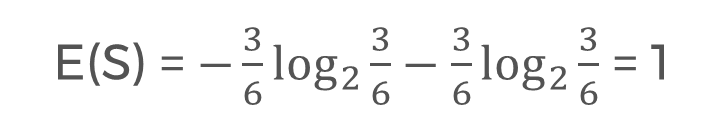 E(S) = − 3/6 log₂ 3/6 − 3/6 log₂ 3/6 = 1